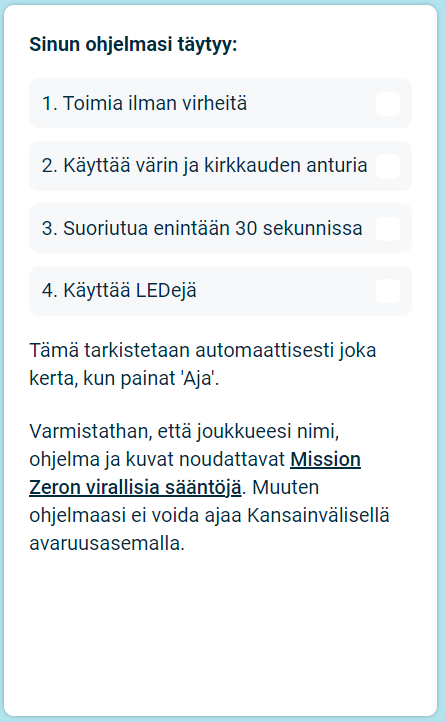 Sinun ohjelmasi täytyy:
1. Toimia ilman virheitä
2. Käyttää värin ja kirkkauden anturia
3. Suoriutua enintään 30 sekunnissa
4. Käyttää LEDejä
Tämä tarkistetaan automaattisesti joka
kerta, kun painat 'Aja'.
Varmistathan, että joukkueesi nimi,
ohjelma ja kuvat noudattavat Mission
Zeron virallisia sääntöjä. Muuten
ohjelmaasi ei voida ajaa Kansainvälisellä
avaruusasemalla.